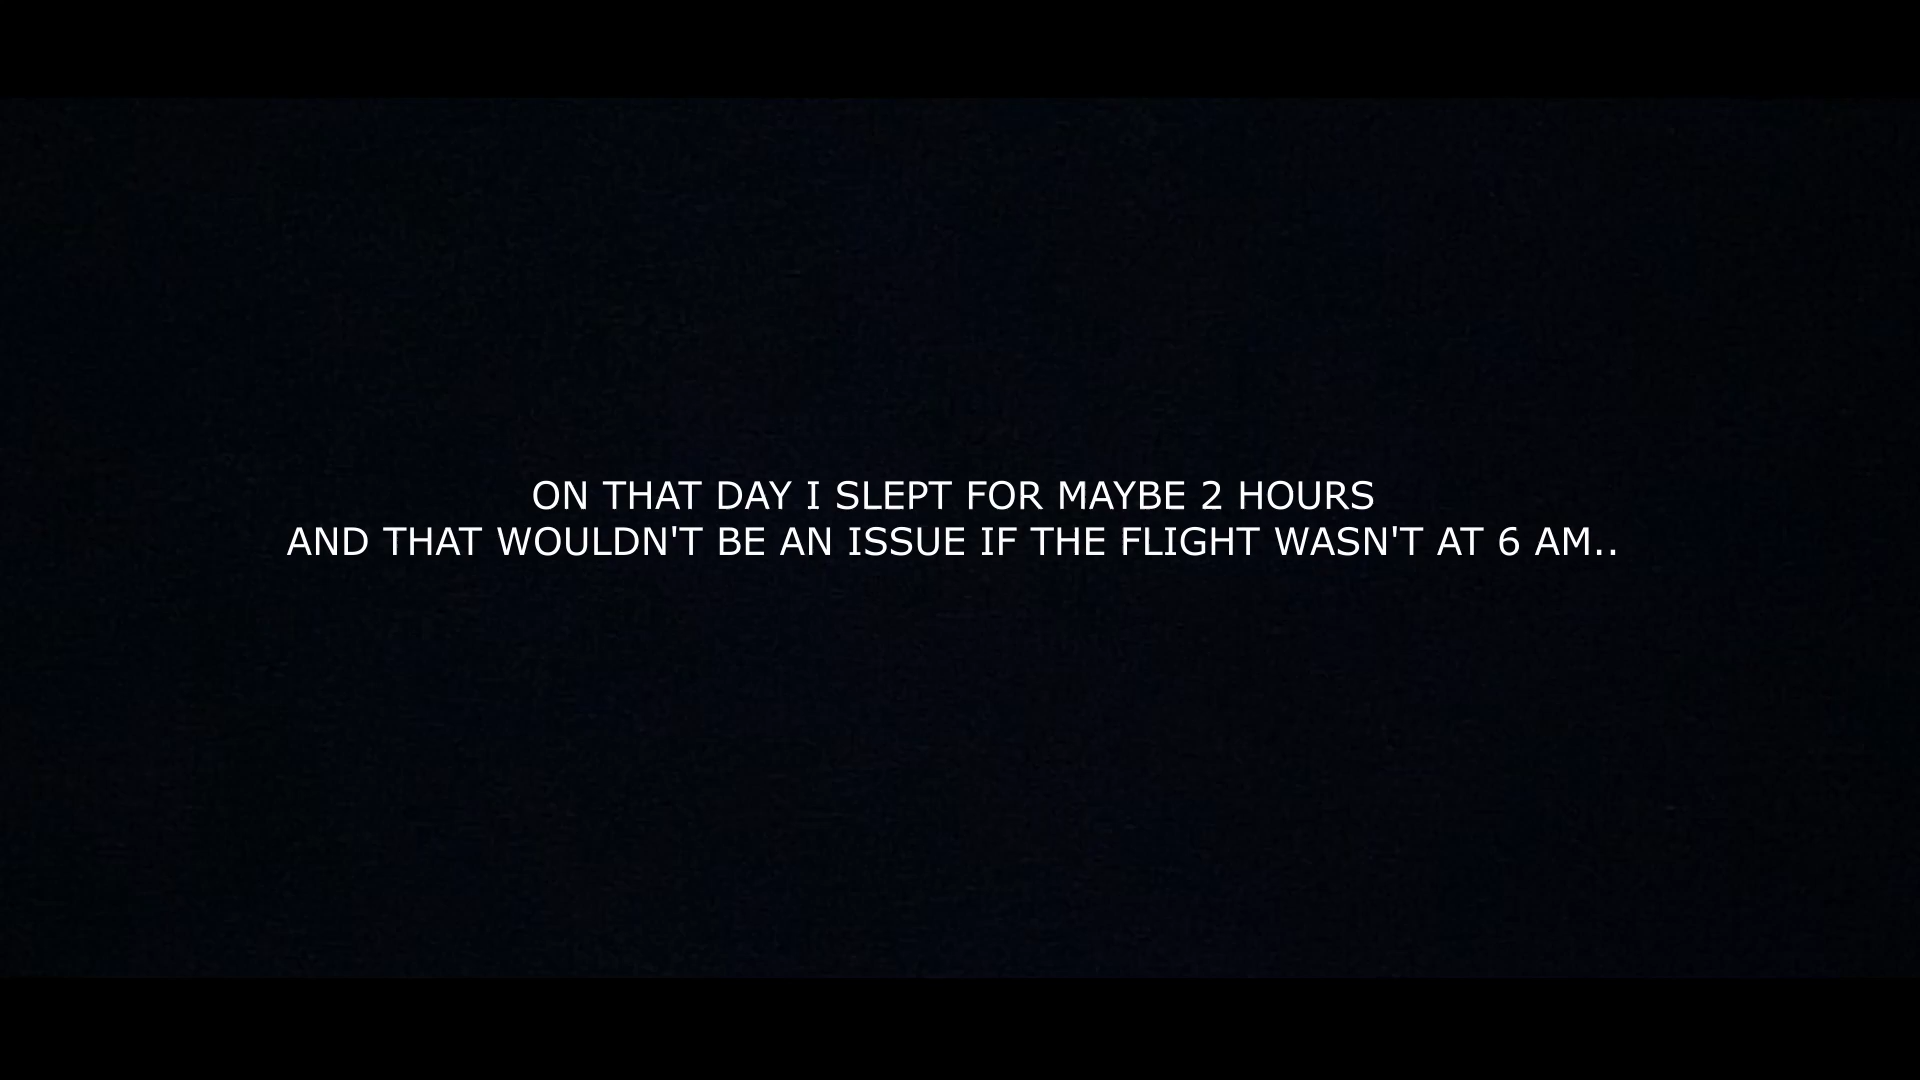 ON THAT DAY I SLEPT FOR MAYBE 2 HOURS
AND THAT WOULDN'T BE AN ISSUE IF THE FLIGHT WASN'T AT 6 AM..